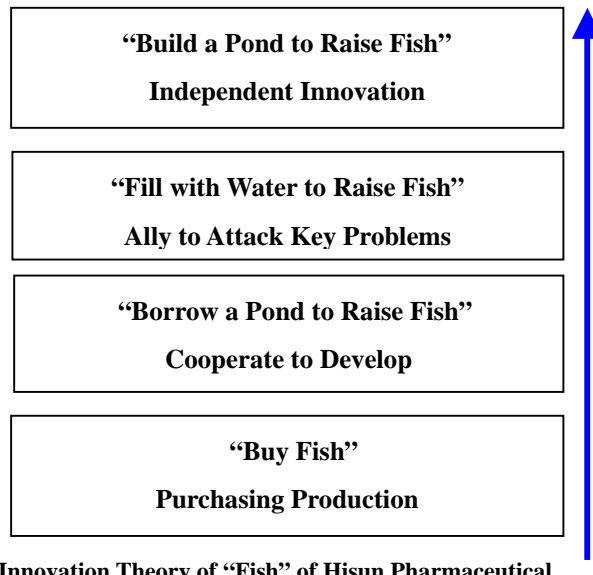 “Build a Pond to Raise Fish”
Independent Innovation
“Fill with Water to Raise Fish”
Ally to Attack Key Problems
“Borrow a Pond to Raise Fish”
Cooperate to Develop
“Buy Fish”
Purchasing Production
Innovation Theory of “Fish” of Hisun Pharmaceutical